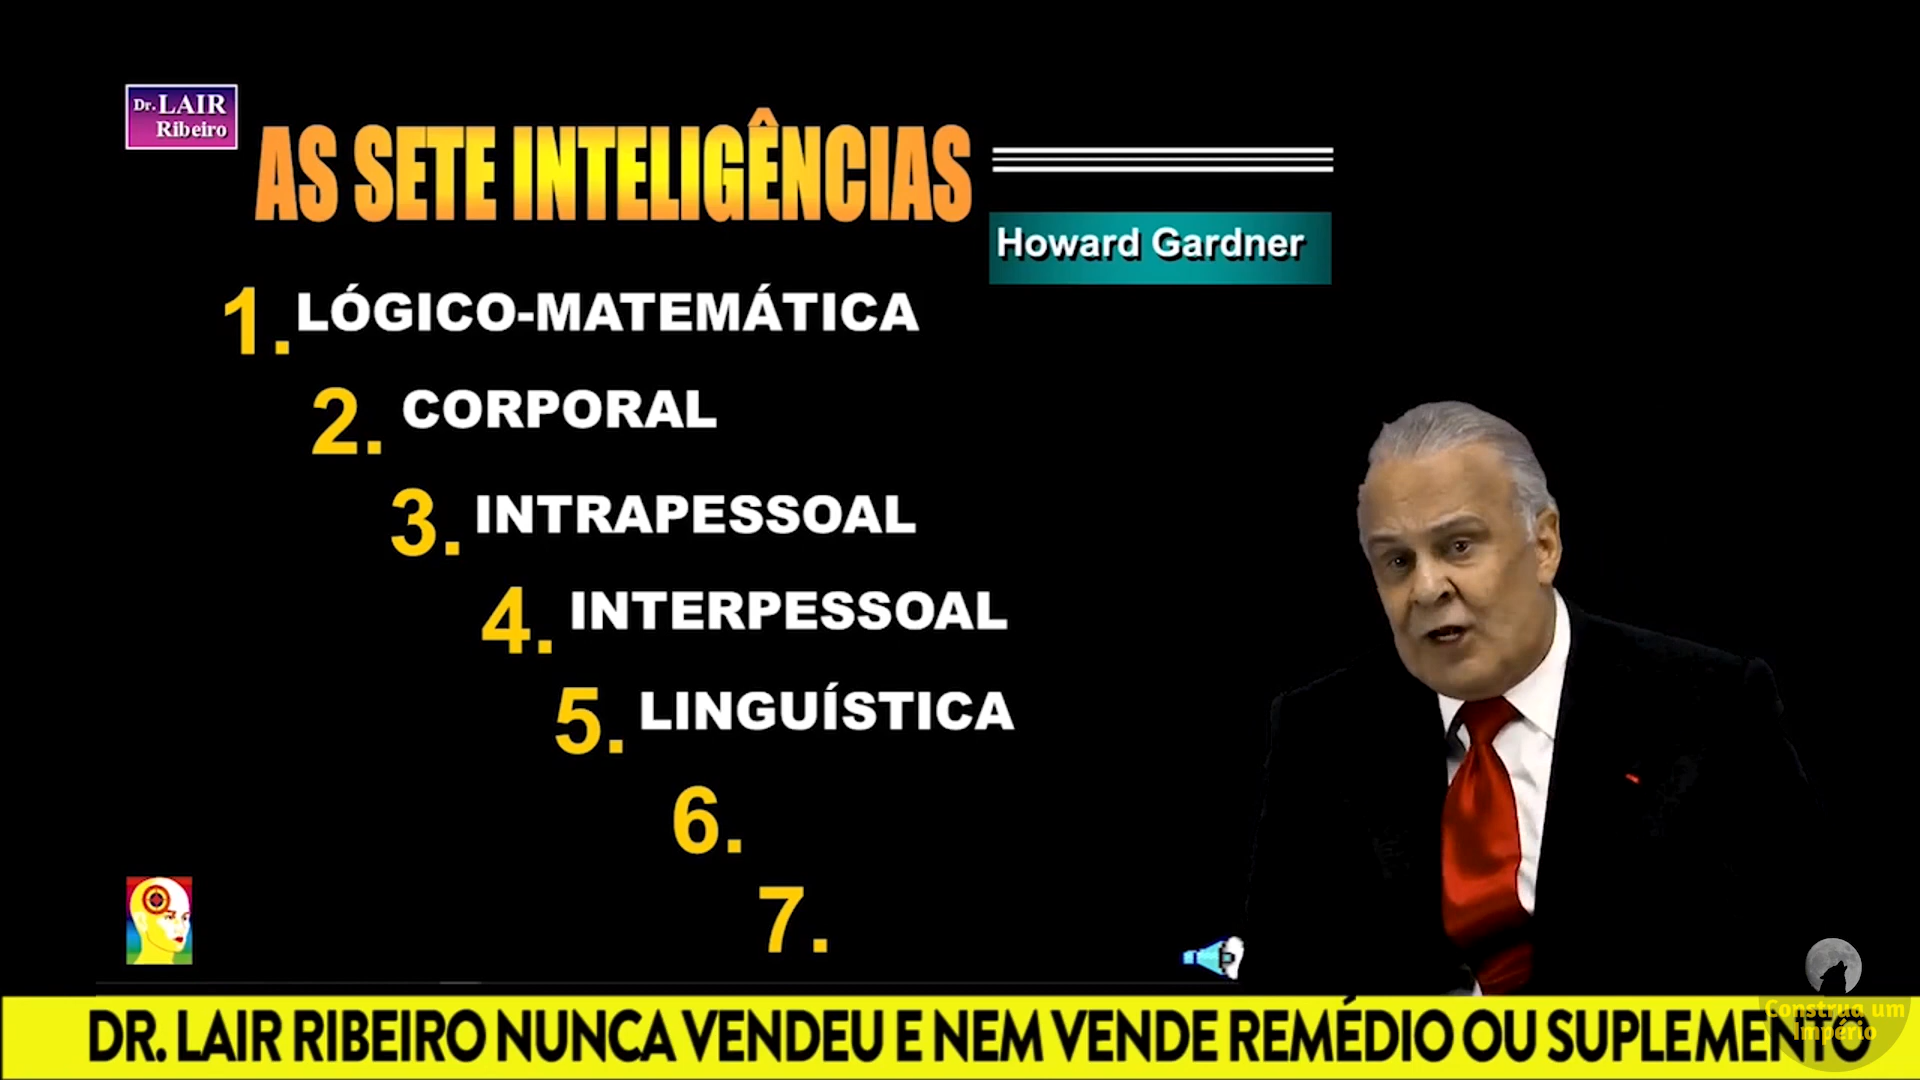 Dr. LAIR
Ribeiro
AS SETE INTELIGÊNCIAS
Howard Gardner
1. LÓGICO-MATEMÁTICA
2. CORPORAL
3. INTRAPESSOAL
4. INTERPESSOAL
5. LINGUÍSTICA
6.
7.
DR. LAIR RIBEIRO NUNCA VENDEU E NEM VENDE REMÉDIO OU SUPLEMENTO
Construa um
Império